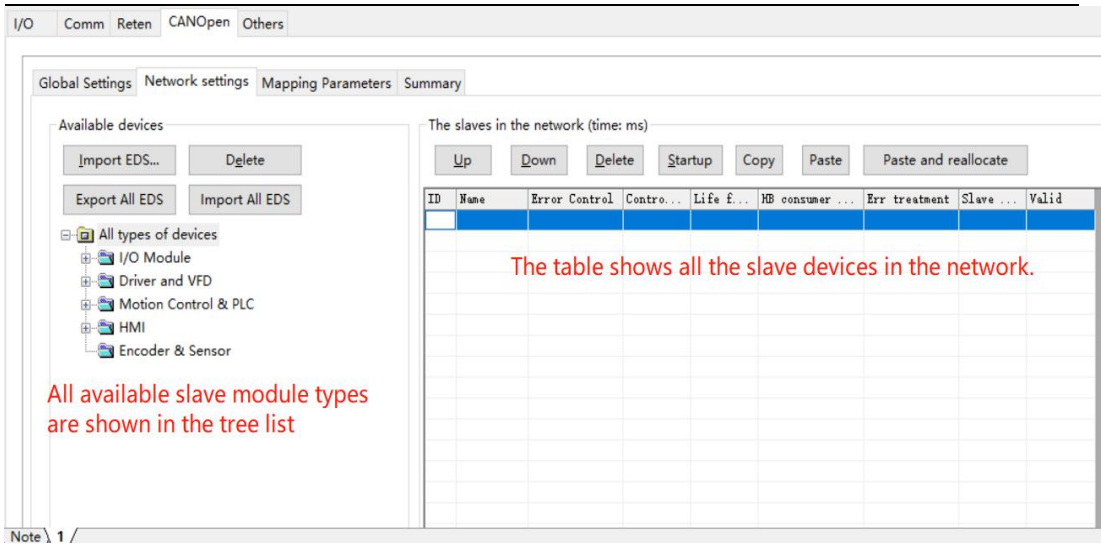 I/O Comm Reten CANOpen Others
Global Settings Network settings Mapping Parameters Summary
Available devices
Import EDS... Delete
Export All EDS Import All EDS
All types of devices
I/O Module
Driver and VFD
Motion Control & PLC
HMI
Encoder & Sensor
All available slave module types
are shown in the tree list
The slaves in the network (time: ms)
Up Down Delete Startup Copy Paste Paste and reallocate
ID Name Error Control Contro... Life f... HB consumer ... Err treatment Slave ... Valid
The table shows all the slave devices in the network.
Note 1